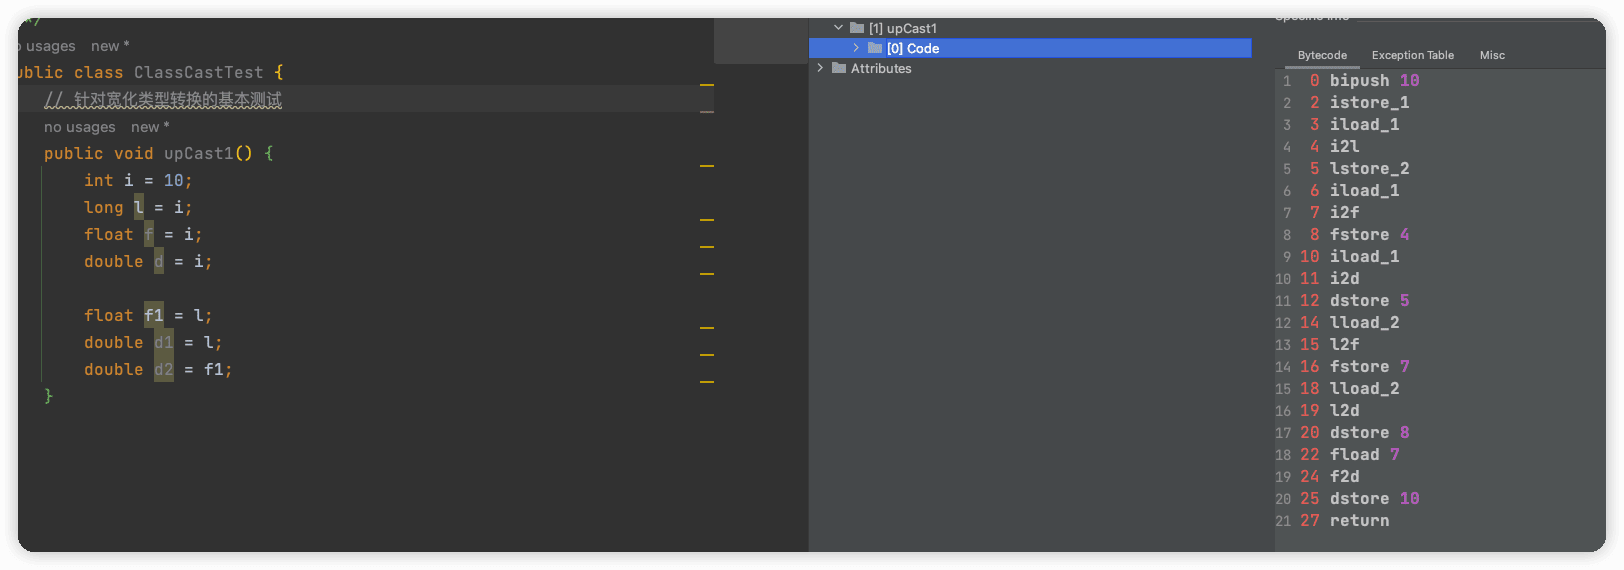 */
usages   new *
public class ClassCastTest {
// 针对宽化类型转换的基本测试
no usages   new *
public void upCast1() {
int i = 10;
long l = i;
float f = i;
double d = i;
float f1 = l;
double d1 = l;
double d2 = f1;
}
[1] upCast1
[0] Code
Attributes
Specific Info
Bytecode   Exception Table   Misc
1 0 bipush 10
2 2 istore_1
3 3 iload_1
4 4 i2l
5 5 lstore_2
6 6 iload_1
7 7 i2f
8 8 fstore 4
9 10 iload_1
10 11 i2d
11 12 dstore 5
12 14 lload_2
13 15 l2f
14 16 fstore 7
15 18 lload_2
16 19 l2d
17 20 dstore 8
18 22 fload 7
19 24 f2d
20 25 dstore 10
21 27 return